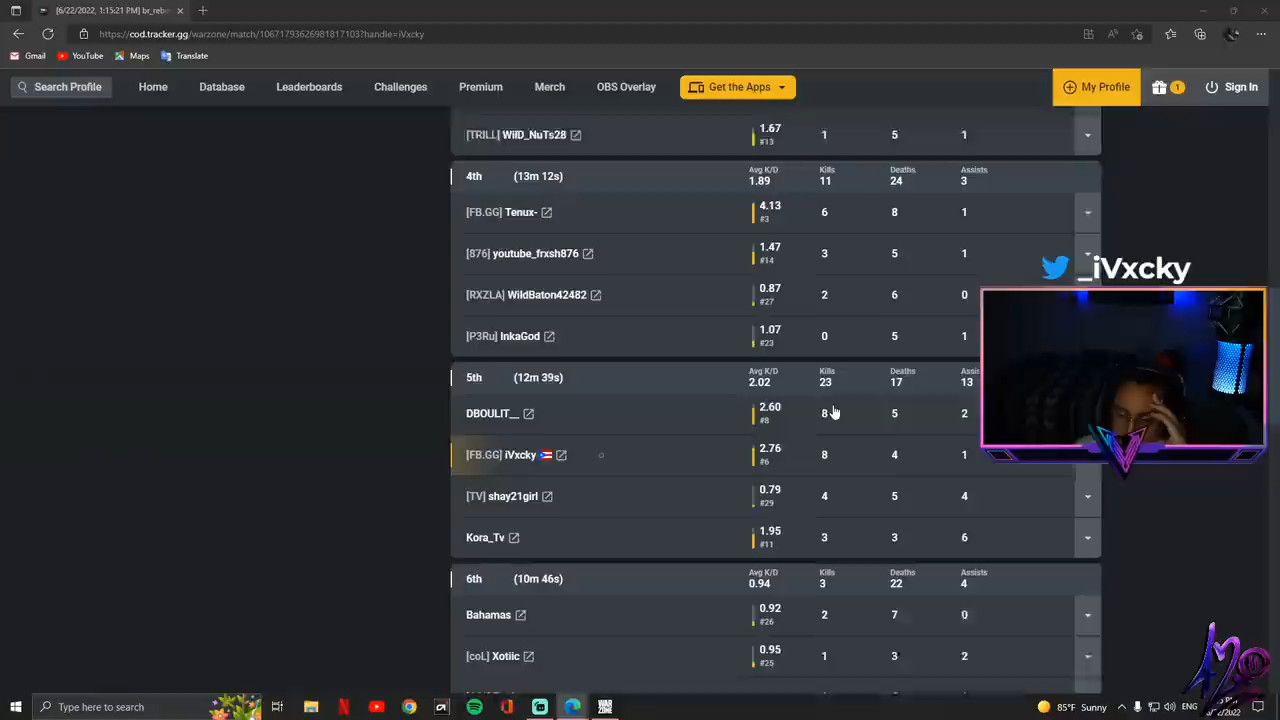 [6/22/2022, 1:15:21 PM] br_rebi
https://cod.tracker.gg/warzone/match/10671793626981817103?handle=iVxcky
Gmail YouTube Maps Translate
Search Profile Home Database Leaderboards Challenges Premium Merch OBS Overlay Get the Apps My Profile 1 Sign In
[TRILL] WilD_NuTs28 1.67 #13 1 5 1
4th (13m 12s) Avg K/D 1.89 Kills 11 Deaths 24 Assists 3
[FB.GG] Tenux- 4.13 #3 6 8 1
[876] youtube_frxsh876 1.47 #14 3 5 1
_iVxcky
[RXZLA] WildBaton42482 0.87 #27 2 6 0
[P3Ru] InkaGod 1.07 #23 0 5 1
5th (12m 39s) Avg K/D 2.02 Kills 23 Deaths 17 Assis 13
DBOULIT__ 2.60 #8 8 5 2
[FB.GG] iVxcky 2.76 #6 8 4 1
[TV] shay21girl 0.79 #29 4 5 4
Kora_Tv 1.95 #11 3 3 6
6th (10m 46s) Avg K/D 0.94 Kills 3 Deaths 22 Assists 4
Bahamas 0.92 #26 2 7 0
[coL] Xotiic 0.95 #25 1 3 2
Type here to search 85°F Sunny ENG